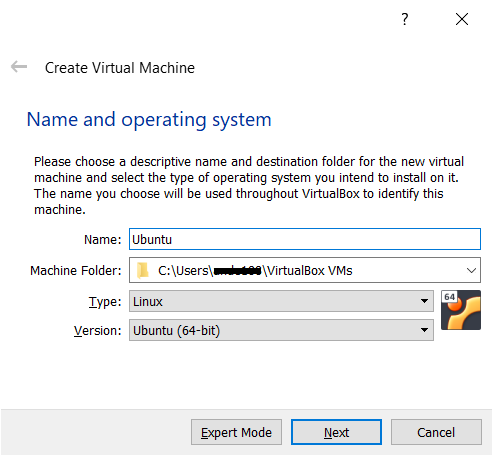 ?
Create Virtual Machine
Name and operating system
Please choose a descriptive name and destination folder for the new virtual
machine and select the type of operating system you intend to install on it.
The name you choose will be used throughout VirtualBox to identify this
machine.
Name: Ubuntu
Machine Folder: C:\Users\ \VirtualBox VMs
Type: Linux
64
Version: Ubuntu (64-bit)
Expert Mode Next Cancel